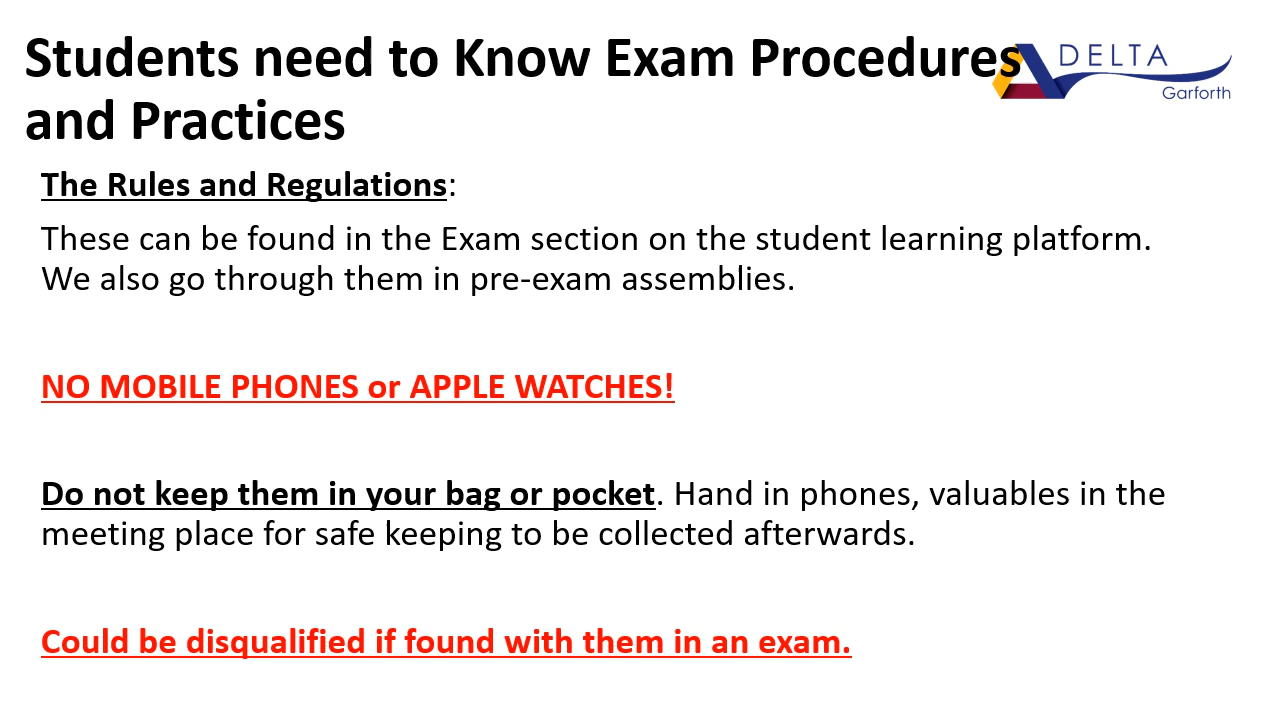 Students need to Know Exam Procedures
and Practices
DELTA
Garforth
The Rules and Regulations:
These can be found in the Exam section on the student learning platform.
We also go through them in pre-exam assemblies.
NO MOBILE PHONES or APPLE WATCHES!
Do not keep them in your bag or pocket. Hand in phones, valuables in the
meeting place for safe keeping to be collected afterwards.
Could be disqualified if found with them in an exam.